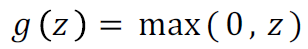 g(z) = max(0, z)